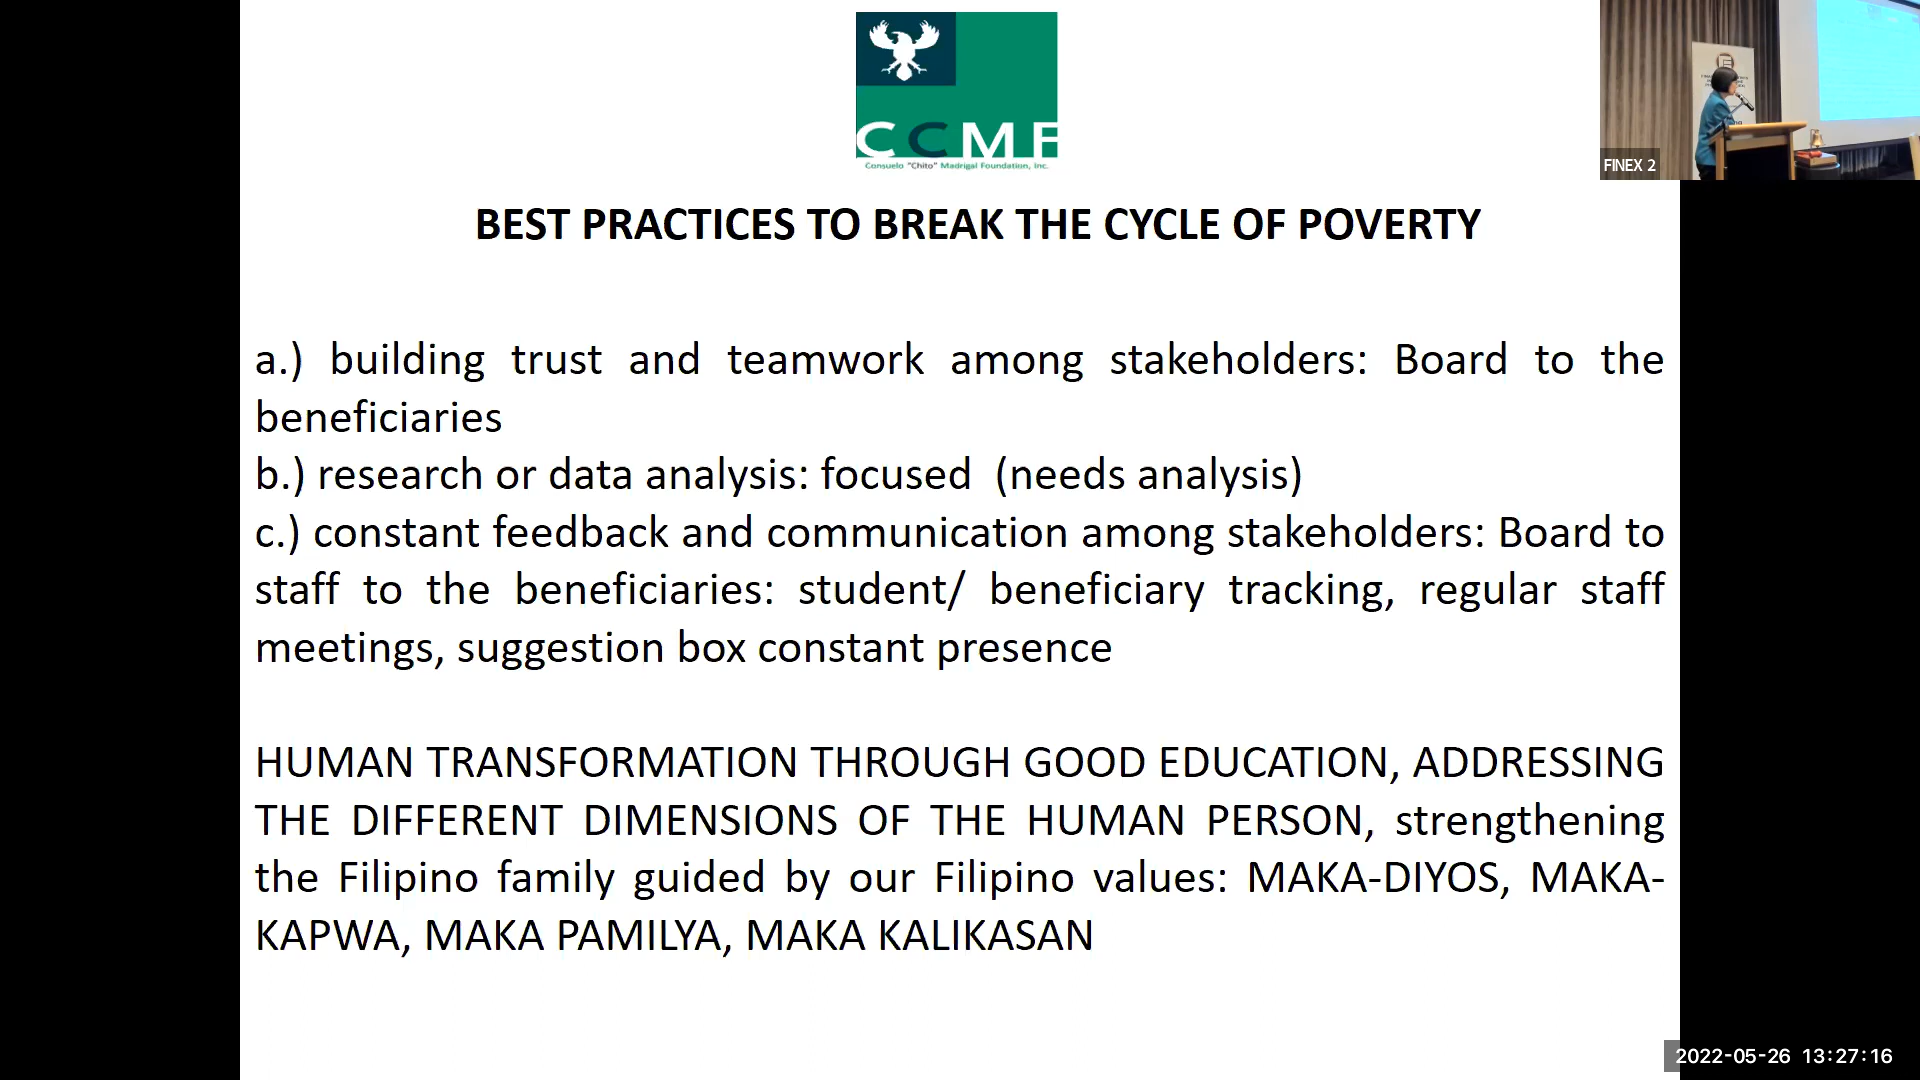 CCMF
Consuelo "Chito" Madrigal Foundation, Inc.
FINEX 2
BEST PRACTICES TO BREAK THE CYCLE OF POVERTY
a.) building trust and teamwork among stakeholders: Board to the
beneficiaries
b.) research or data analysis: focused (needs analysis)
c.) constant feedback and communication among stakeholders: Board to
staff to the beneficiaries: student/ beneficiary tracking, regular staff
meetings, suggestion box constant presence
HUMAN TRANSFORMATION THROUGH GOOD EDUCATION, ADDRESSING
THE DIFFERENT DIMENSIONS OF THE HUMAN PERSON, strengthening
the Filipino family guided by our Filipino values: MAKA-DIYOS, MAKA-
KAPWA, MAKA PAMILYA, MAKA KALIKASAN
2022-05-26 13:27:16